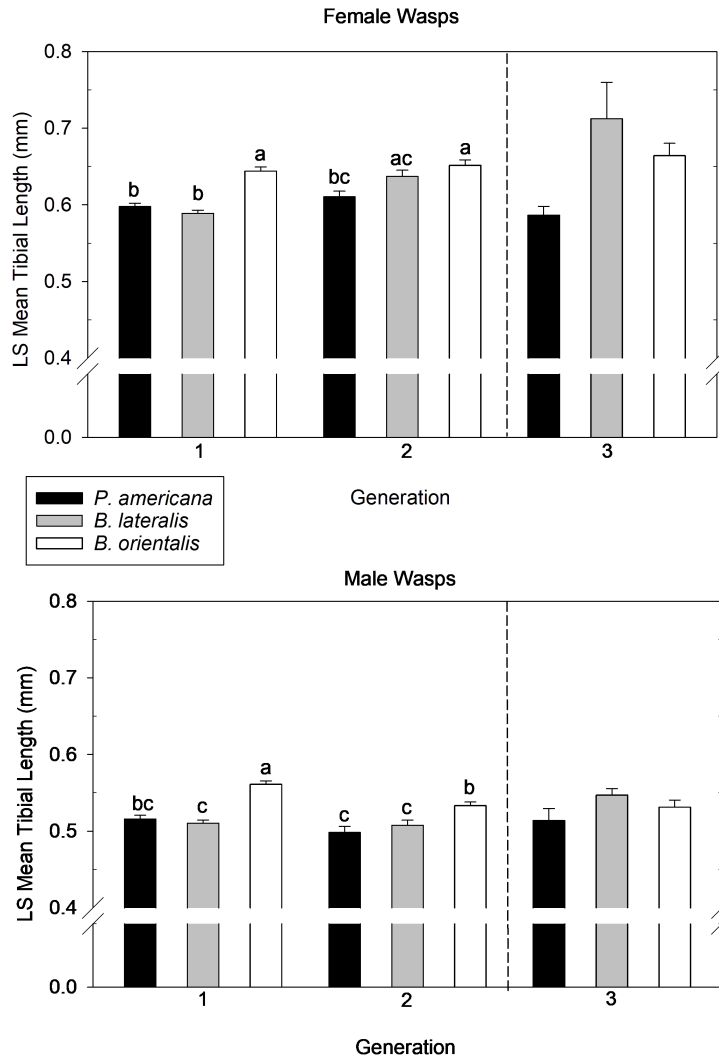 Female Wasps
0.8
0.7
0.6
0.5
0.4
0.0
LS Mean Tibial Length (mm)
b b a bc ac a
1 2 3
Generation
P. americana
B. lateralis
B. orientalis
Male Wasps
0.8
0.7
0.6
0.5
0.4
0.0
LS Mean Tibial Length (mm)
bc c a c c b
1 2 3
Generation